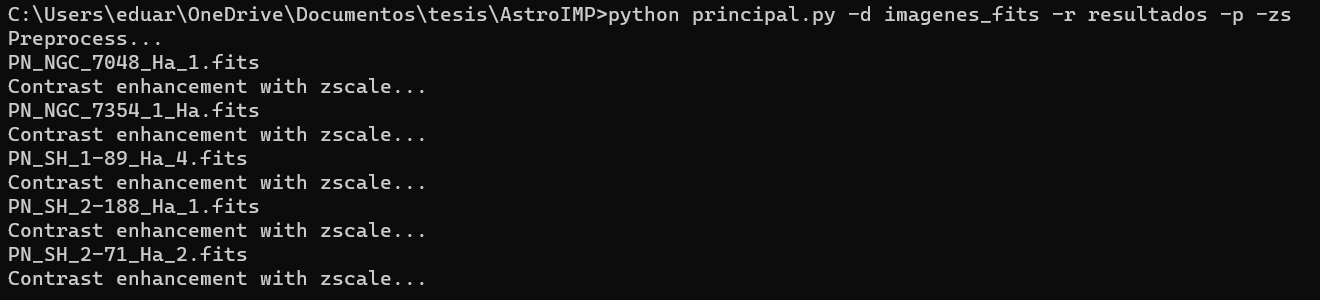 C:\Users\eduar\OneDrive\Documentos\tesis\AstroIMP>python principal.py -d imagenes_fits -r resultados -p -zs
Preprocess...
PN_NGC_7048_Ha_1.fits
Contrast enhancement with zscale...
PN_NGC_7354_1_Ha.fits
Contrast enhancement with zscale...
PN_SH_1-89_Ha_4.fits
Contrast enhancement with zscale...
PN_SH_2-188_Ha_1.fits
Contrast enhancement with zscale...
PN_SH_2-71_Ha_2.fits
Contrast enhancement with zscale...